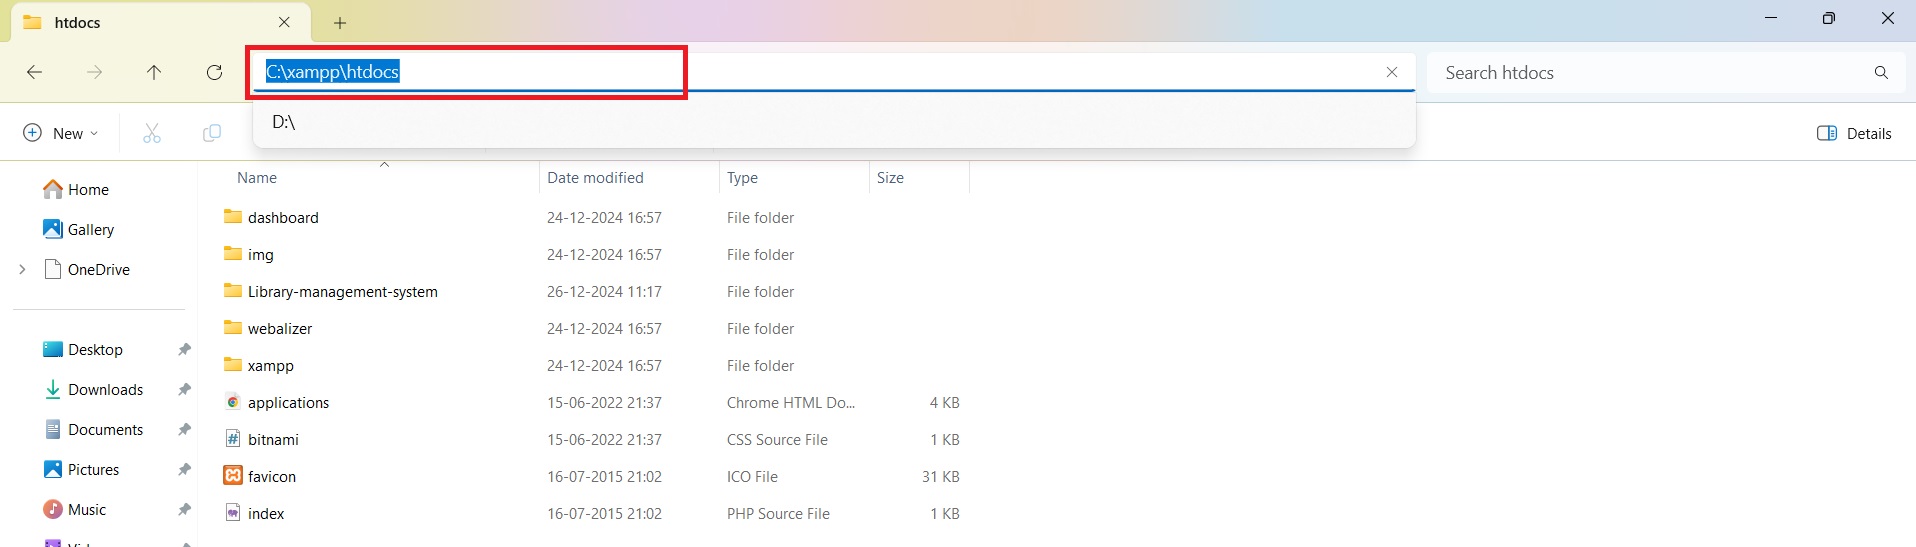 htdocs
C:\xampp\htdocs
Search htdocs
D:\
New
Details
Name Date modified Type Size
Home
Gallery
OneDrive
Desktop
Downloads
Documents
Pictures
Music
dashboard 24-12-2024 16:57 File folder
img 24-12-2024 16:57 File folder
Library-management-system 26-12-2024 11:17 File folder
webalizer 24-12-2024 16:57 File folder
xampp 24-12-2024 16:57 File folder
applications 15-06-2022 21:37 Chrome HTML Do... 4 KB
bitnami 15-06-2022 21:37 CSS Source File 1 KB
favicon 16-07-2015 21:02 ICO File 31 KB
index 16-07-2015 21:02 PHP Source File 1 KB